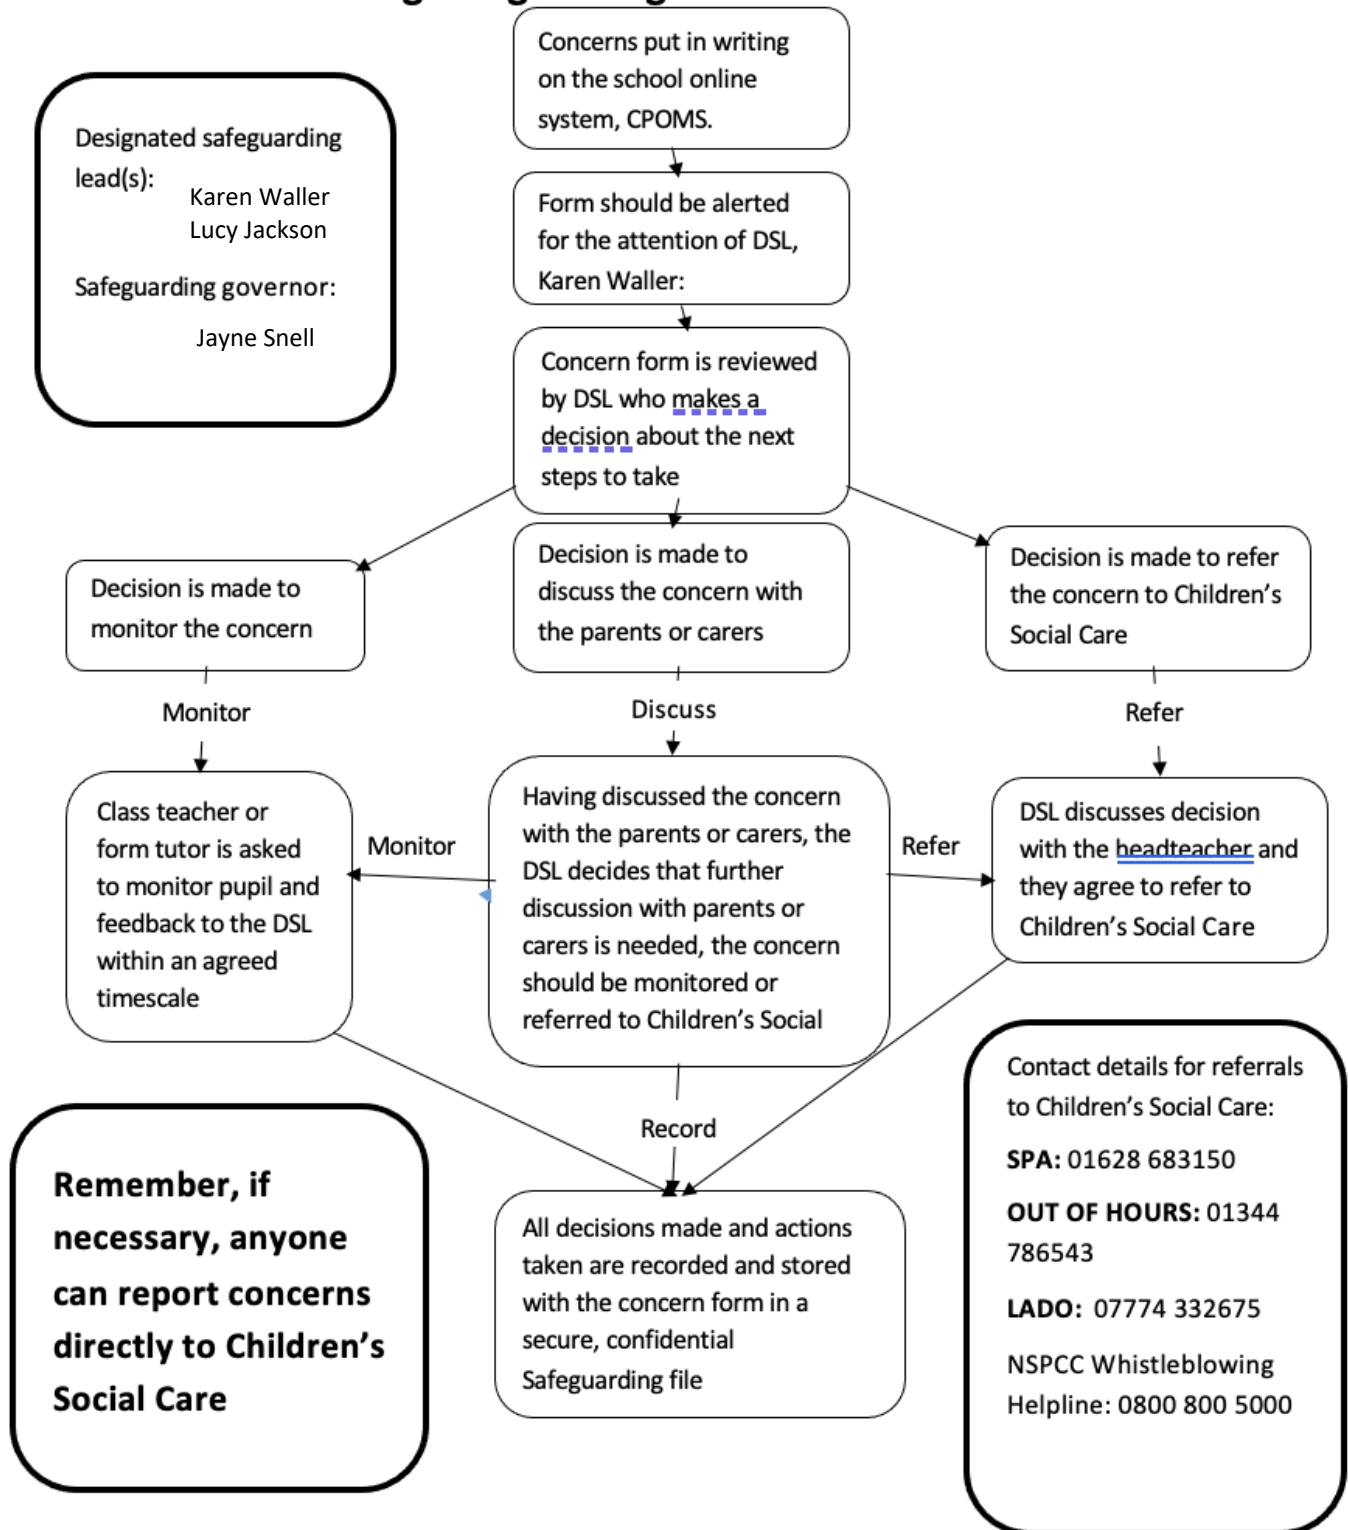 Concerns put in writing
on the school online
system, CPOMS.
Designated safeguarding
lead(s):
Karen Waller
Lucy Jackson
Safeguarding governor:
Jayne Snell
Form should be alerted
for the attention of DSL,
Karen Waller:
Concern form is reviewed
by DSL who makes a
decision about the next
steps to take
Decision is made to
monitor the concern
Decision is made to
discuss the concern with
the parents or carers
Decision is made to refer
the concern to Children’s
Social Care
Monitor
Discuss
Refer
Class teacher or
form tutor is asked
to monitor pupil and
feedback to the DSL
within an agreed
timescale
Monitor
Having discussed the concern
with the parents or carers, the
DSL decides that further
discussion with parents or
carers is needed, the concern
should be monitored or
referred to Children’s Social
Refer
DSL discusses decision
with the headteacher and
they agree to refer to
Children’s Social Care
Record
Remember, if
necessary, anyone
can report concerns
directly to Children’s
Social Care
All decisions made and actions
taken are recorded and stored
with the concern form in a
secure, confidential
Safeguarding file
Contact details for referrals
to Children’s Social Care:
SPA: 01628 683150
OUT OF HOURS: 01344
786543
LADO: 07774 332675
NSPCC Whistleblowing
Helpline: 0800 800 5000